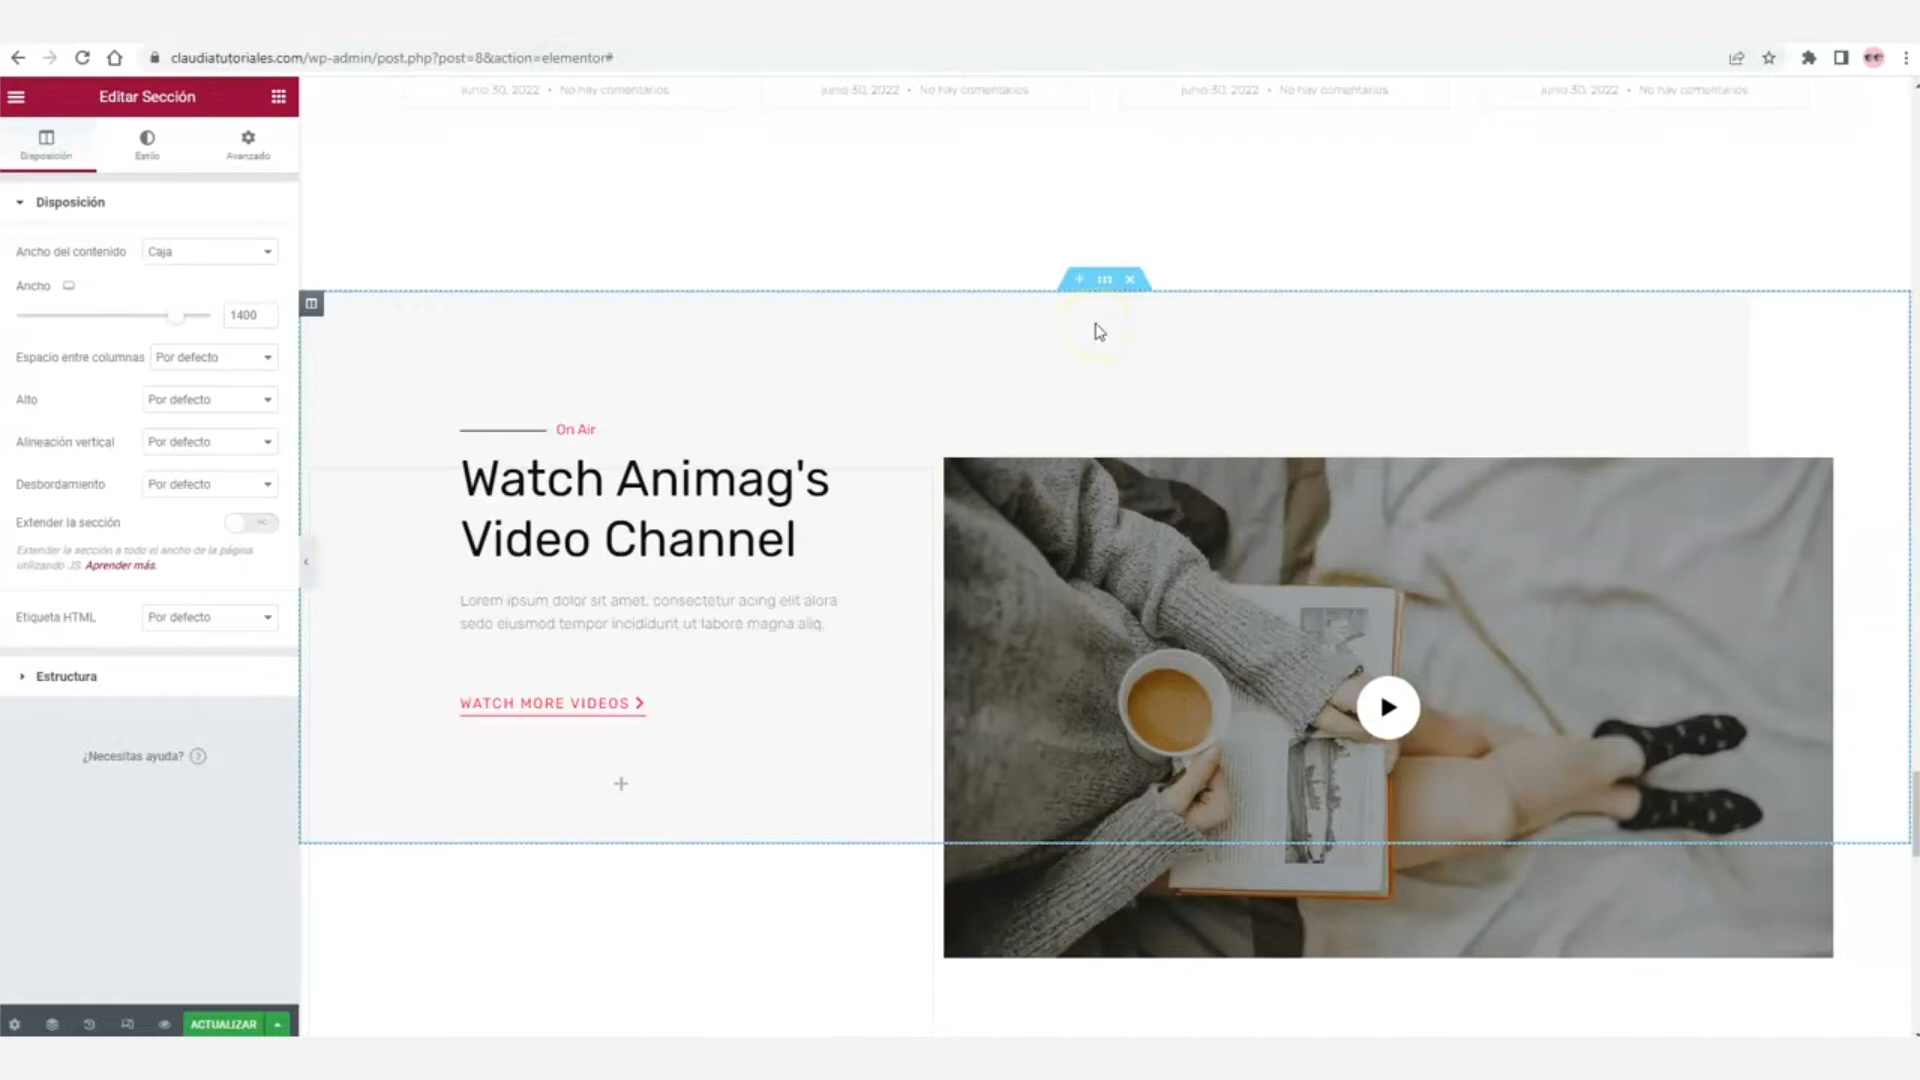 claudiatutoriales.com/wp-admin/post.php?post=8&action=elementor#
Editar Sección
Disposición
Estilo
Avanzado
Disposición
Ancho del contenido
Caja
Ancho
1400
Espacio entre columnas
Por defecto
Alto
Por defecto
Alineación vertical
Por defecto
Desbordamiento
Por defecto
Extender la sección
NO
Extender la sección a todo el ancho de la página
utilizando JS. Aprender más.
Etiqueta HTML
Por defecto
Estructura
¿Necesitas ayuda?
ACTUALIZAR
junio 30, 2022 • No hay comentarios
junio 30, 2022 • No hay comentarios
junio 30, 2022 • No hay comentarios
junio 30, 2022 • No hay comentarios
On Air
Watch Animag's
Video Channel
Lorem ipsum dolor sit amet, consectetur acing elit alora
sedo eiusmod tempor incididunt ut labore magna aliq.
WATCH MORE VIDEOS